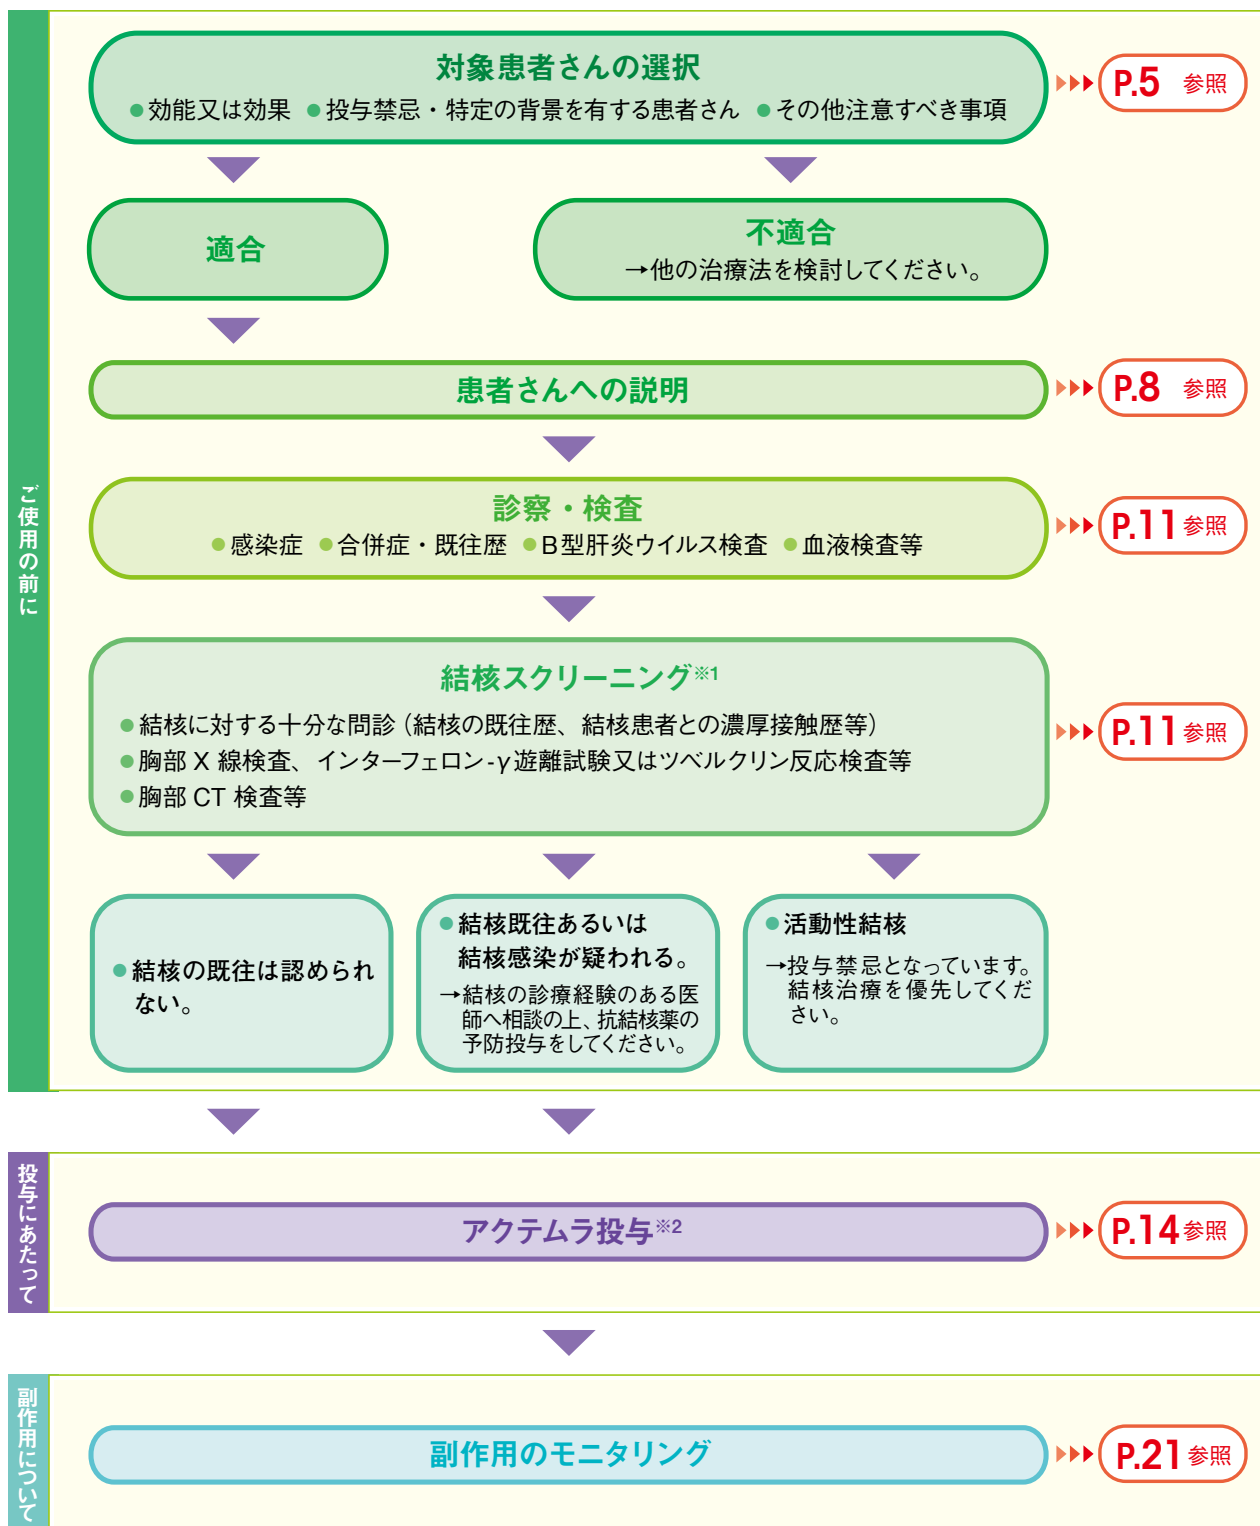 ご使用の前に
対象患者さんの選択
●効能又は効果 ●投与禁忌・特定の背景を有する患者さん ●その他注意すべき事項
P.5 参照
適合
不適合
→他の治療法を検討してください。
患者さんへの説明
P.8 参照
診察・検査
●感染症 ●合併症・既往歴 ●B型肝炎ウイルス検査 ●血液検査等
P.11 参照
結核スクリーニング※1
●結核に対する十分な問診（結核の既往歴、結核患者との濃厚接触歴等）
●胸部 X 線検査、インターフェロン-γ遊離試験又はツベルクリン反応検査等
●胸部 CT 検査等
P.11 参照
●結核の既往は認められ
ない。
●結核既往あるいは
結核感染が疑われる。
→結核の診療経験のある医
師へ相談の上、抗結核薬の
予防投与をしてください。
●活動性結核
→投与禁忌となっています。
結核治療を優先してくだ
さい。
投与にあたって
アクテムラ投与※2
P.14 参照
副作用について
副作用のモニタリング
P.21 参照